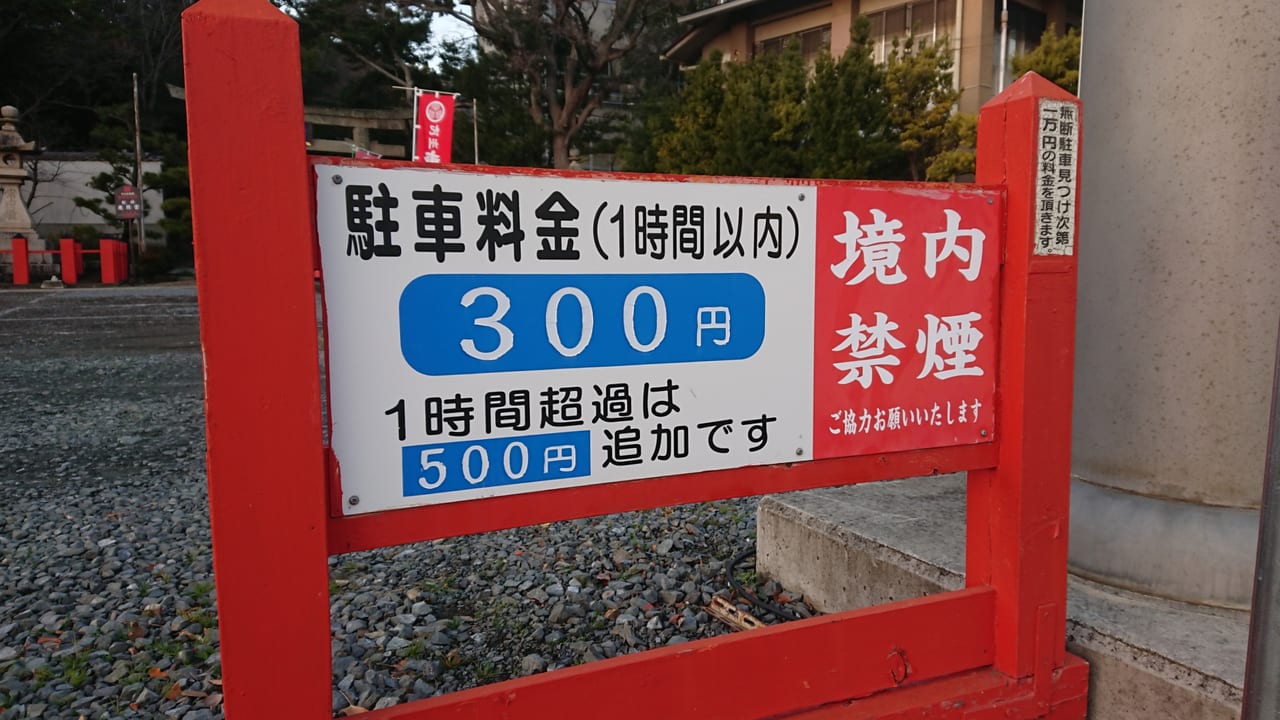 駐車料金(1時間以内)
300円
1時間超過は
500円追加です
境内
禁煙
ご協力お願いいたします
無断駐車見つけ次第
一万円の料金を頂きます。
紀州